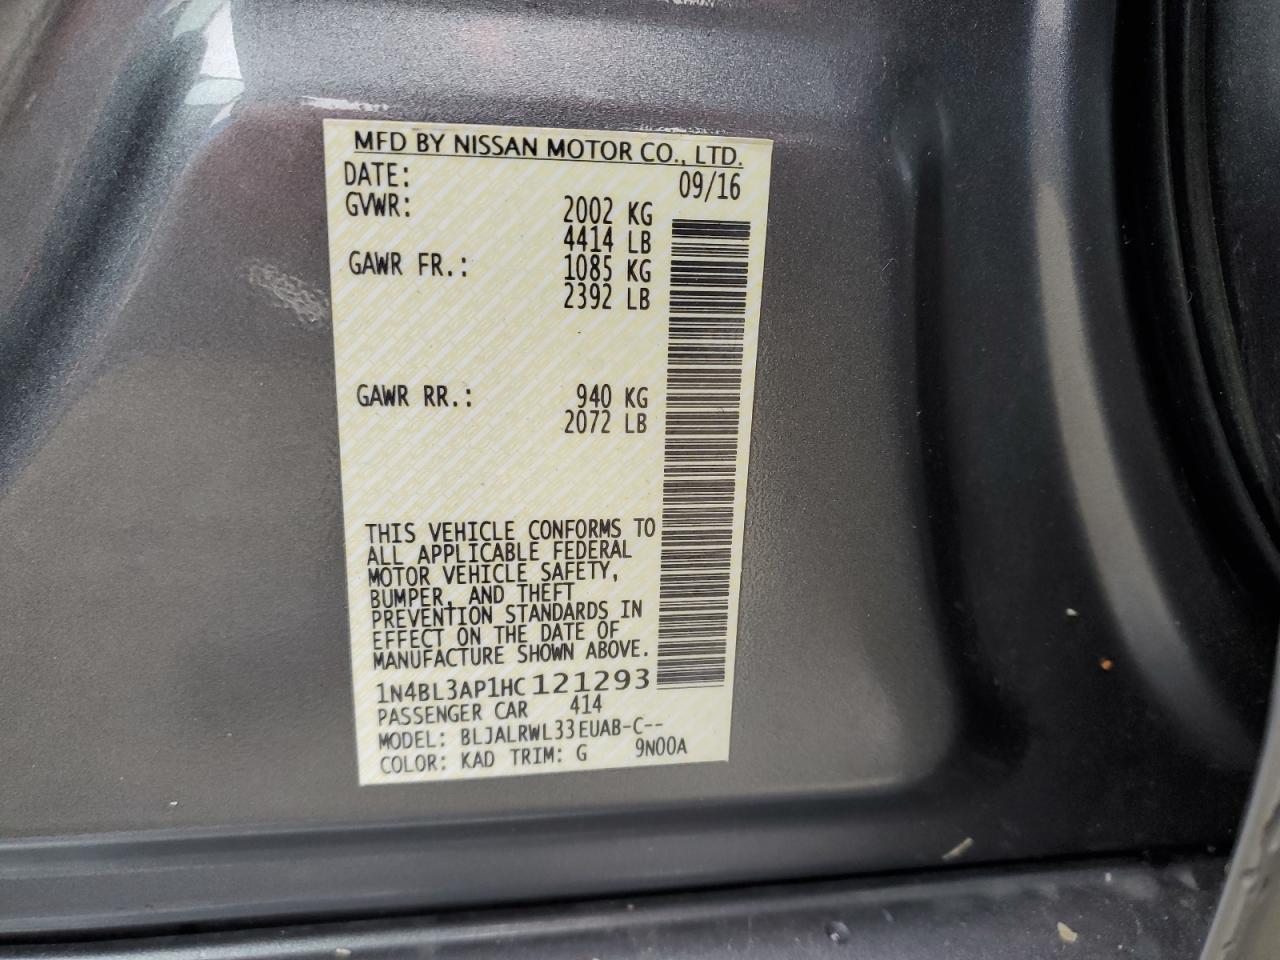 MFD BY NISSAN MOTOR CO., LTD.
DATE: 09/16
GVWR: 2002 KG
4414 LB
GAWR FR.: 1085 KG
2392 LB
GAWR RR.: 940 KG
2072 LB
THIS VEHICLE CONFORMS TO
ALL APPLICABLE FEDERAL
MOTOR VEHICLE SAFETY,
BUMPER, AND THEFT
PREVENTION STANDARDS IN
EFFECT ON THE DATE OF
MANUFACTURE SHOWN ABOVE.
1N4BL3AP1HC121293
PASSENGER CAR 414
MODEL: BLJALRWL33EUAB-C--
COLOR: KAD TRIM: G 9N00A